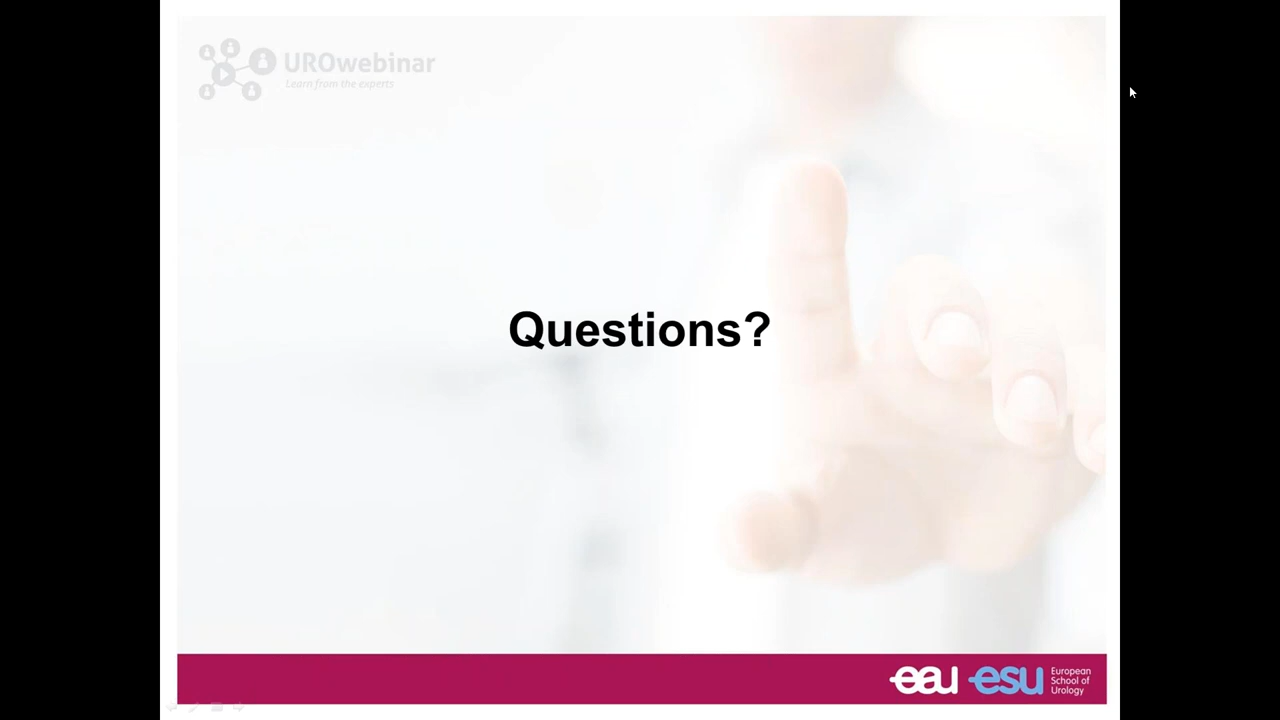 UROwebinar
Learn from the experts
Questions?
eau esu European
School of
Urology